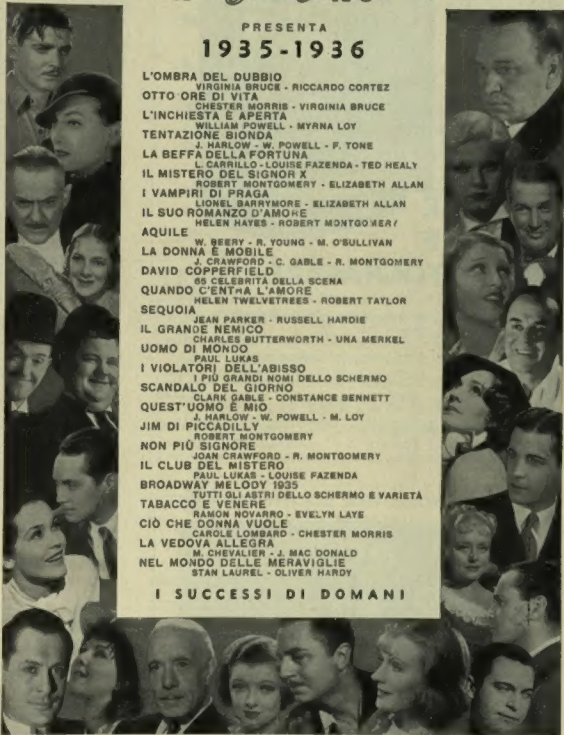 PRESENTA
1935-1936
L'OMBRA DEL DUBBIO
VIRGINIA BRUCE - RICCARDO CORTEZ
OTTO ORE DI VITA
CHESTER MORRIS - VIRGINIA BRUCE
L'INCHIESTA È APERTA
WILLIAM POWELL - MYRNA LOY
TENTAZIONE BIONDA
J. HARLOW - W. POWELL - F. TONE
LA BEFFA DELLA FORTUNA
L. CARRILLO - LOUISE FAZENDA - TED HEALY
IL MISTERO DEL SIGNOR X
ROBERT MONTGOMERY - ELIZABETH ALLAN
I VAMPIRI DI PRAGA
LIONEL BARRYMORE - ELIZABETH ALLAN
IL SUO ROMANZO D'AMORE
HELEN HAYES - ROBERT MONTGOMERY
AQUILE
W. BEERY - R. YOUNG - M. O'SULLIVAN
LA DONNA È MOBILE
J. CRAWFORD - C. GABLE - R. MONTGOMERY
DAVID COPPERFIELD
65 CELEBRITÀ DELLA SCENA
QUANDO C'ENTRA L'AMORE
HELEN TWELVETREES - ROBERT TAYLOR
SEQUOIA
JEAN PARKER - RUSSELL HARDIE
IL GRANDE NEMICO
CHARLES BUTTERWORTH - UNA MERKEL
UOMO DI MONDO
PAUL LUKAS
I VIOLATORI DELL'ABISSO
I PIÙ GRANDI NOMI DELLO SCHERMO
SCANDALO DEL GIORNO
CLARK GABLE - CONSTANCE BENNETT
QUEST'UOMO È MIO
J. HARLOW - W. POWELL - M. LOY
JIM DI PICCADILLY
ROBERT MONTGOMERY
NON PIÙ SIGNORE
JOAN CRAWFORD - R. MONTGOMERY
IL CLUB DEL MISTERO
PAUL LUKAS - LOUISE FAZENDA
BROADWAY MELODY 1935
TUTTI GLI ASTRI DELLO SCHERMO E VARIETÀ
TABACCO E VENERE
RAMON NOVARRO - EVELYN LAYE
CIÒ CHE DONNA VUOLE
CAROLE LOMBARD - CHESTER MORRIS
LA VEDOVA ALLEGRA
M. CHEVALIER - J. MAC DONALD
NEL MONDO DELLE MERAVIGLIE
STAN LAUREL - OLIVER HARDY
I SUCCESSI DI DOMANI